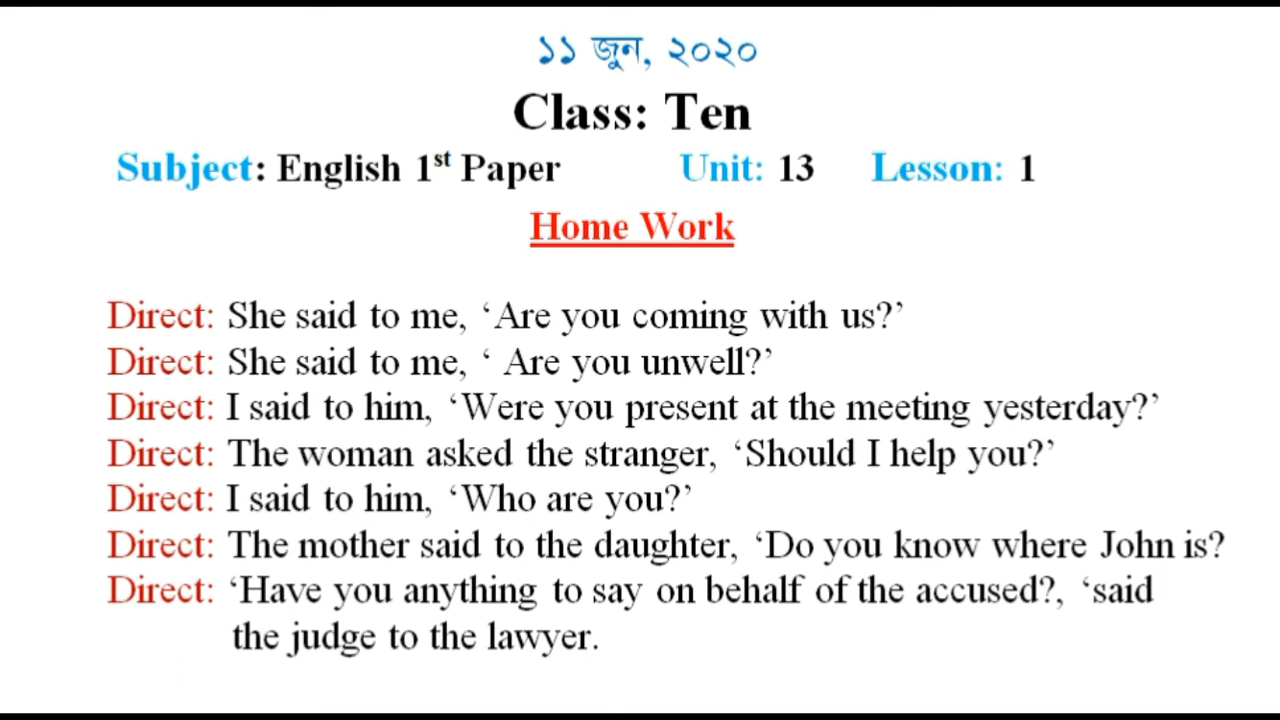 ১১ জুন, ২০২০
Class: Ten
Subject: English 1st Paper Unit: 13 Lesson: 1
Home Work
Direct: She said to me, ‘Are you coming with us?’
Direct: She said to me, ‘ Are you unwell?’
Direct: I said to him, ‘Were you present at the meeting yesterday?’
Direct: The woman asked the stranger, ‘Should I help you?’
Direct: I said to him, ‘Who are you?’
Direct: The mother said to the daughter, ‘Do you know where John is?
Direct: ‘Have you anything to say on behalf of the accused?, ‘said
the judge to the lawyer.